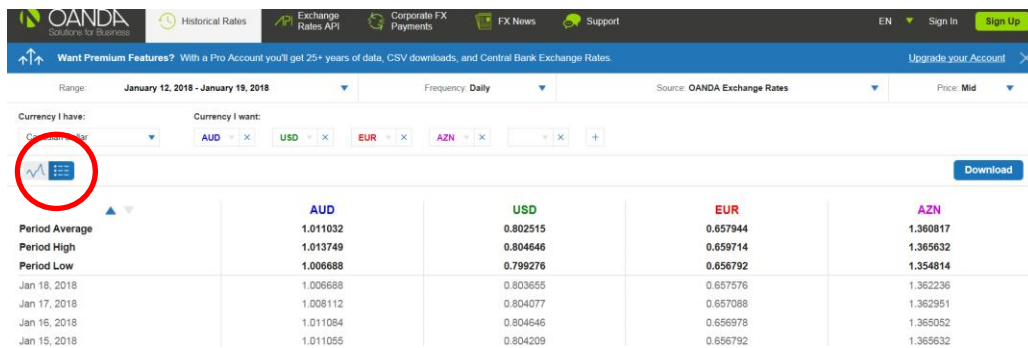 OANDA
Solutions for Business
Historical Rates
API Exchange Rates API
Corporate FX Payments
FX News
Support
EN
Sign In
Sign Up
Want Premium Features? With a Pro Account you'll get 25+ years of data, CSV downloads, and Central Bank Exchange Rates.
Upgrade your Account
Range: January 12, 2018 - January 19, 2018
Frequency: Daily
Source: OANDA Exchange Rates
Price: Mid
Currency I have:
Currency I want:
Canadian Dollar
AUD × USD × EUR × AZN × × +
Download
AUD USD EUR AZN
Period Average 1.011032 0.802515 0.657944 1.360817
Period High 1.013749 0.804646 0.659714 1.365632
Period Low 1.006688 0.799276 0.656792 1.354814
Jan 18, 2018 1.006688 0.803655 0.657576 1.362236
Jan 17, 2018 1.008112 0.804077 0.657088 1.362951
Jan 16, 2018 1.011084 0.804646 0.656978 1.365052
Jan 15, 2018 1.011055 0.804209 0.656792 1.365632